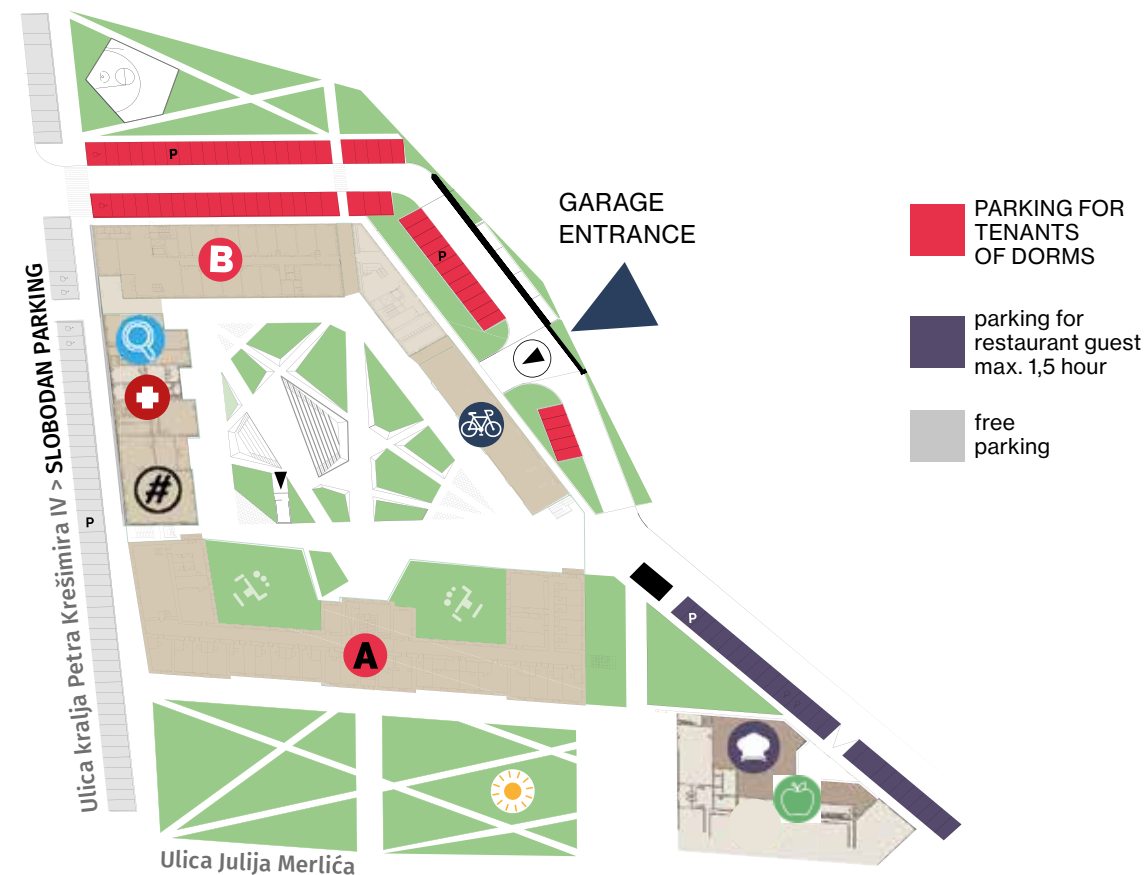 P
GARAGE
ENTRANCE
B
P
#
P
A
P
Ulica kralja Petra Krešimira IV > SLOBODAN PARKING
Ulica Julija Merlića
PARKING FOR
TENANTS
OF DORMS
parking for
restaurant guest
max. 1,5 hour
free
parking